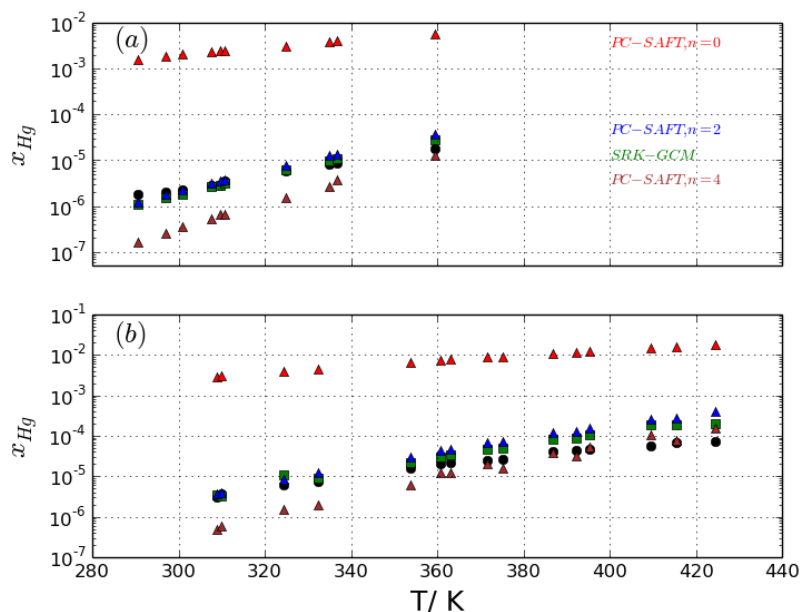 10⁻²
(a)
PC−SAFT,n=0
10⁻³
10⁻⁴
PC−SAFT,n=2
x_Hg
10⁻⁵
SRK−GCM
PC−SAFT,n=4
10⁻⁶
10⁻⁷
10⁻¹
(b)
10⁻²
10⁻³
x_Hg
10⁻⁴
10⁻⁵
10⁻⁶
10⁻⁷
280 300 320 340 360 380 400 420 440
T/ K